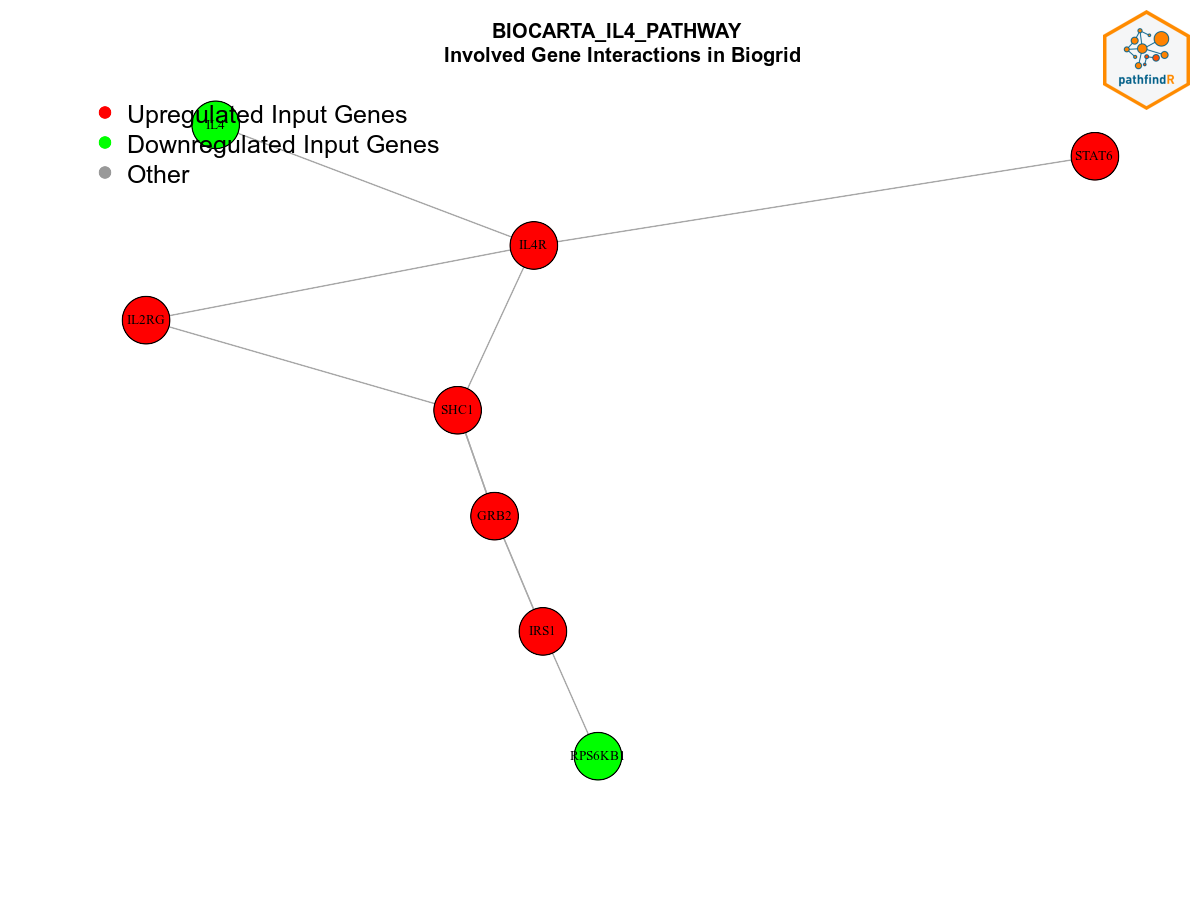 BIOCARTA_IL4_PATHWAY
Involved Gene Interactions in Biogrid
pathfindR
Upregulated Input Genes
IL4
Downregulated Input Genes
Other
STAT6
IL4R
IL2RG
SHC1
GRB2
IRS1
RPS6KB1